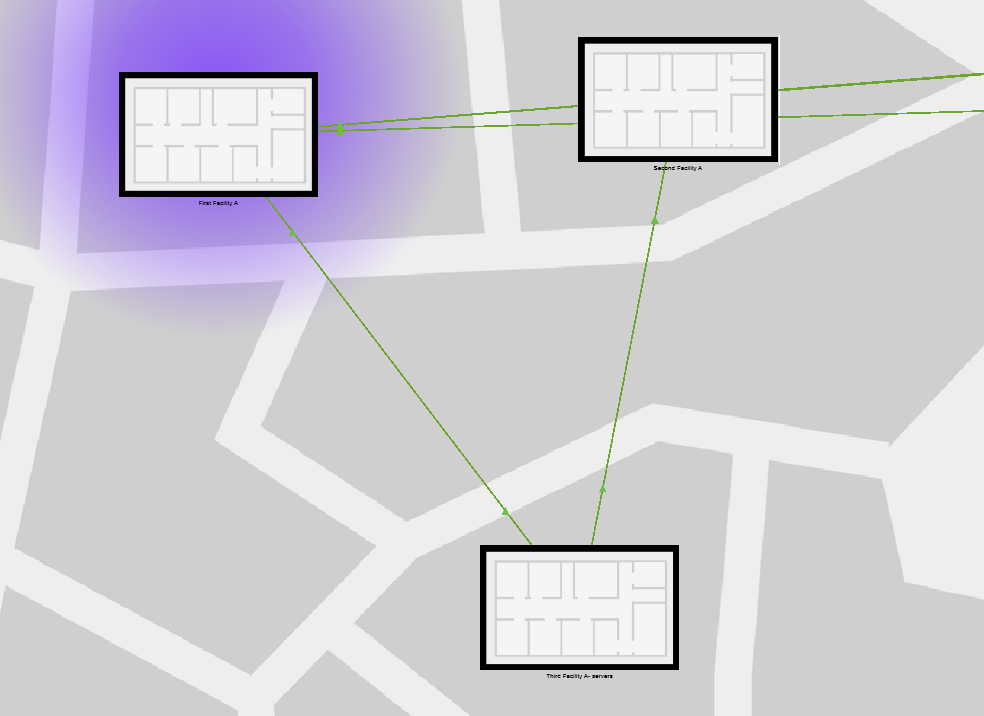 Second Facility A
First Facility A
Third Facility A- servers